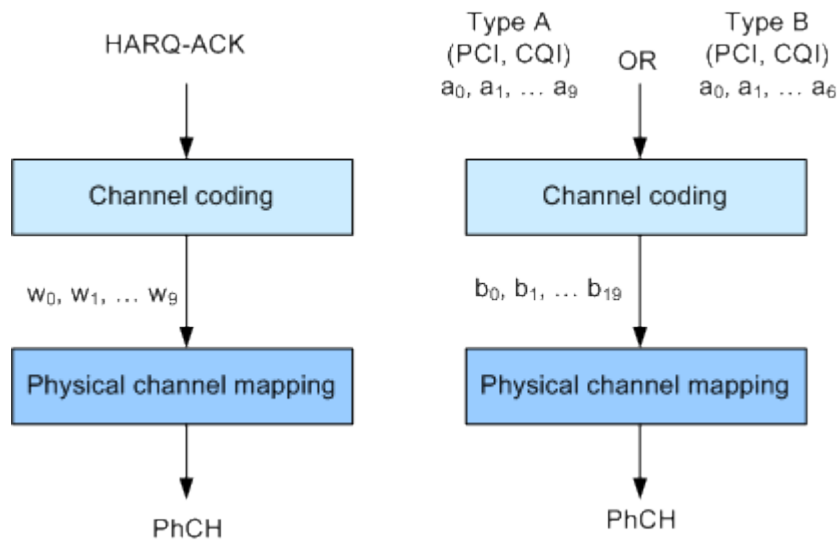 HARQ-ACK
Channel coding
w0, w1, ... w9
Physical channel mapping
PhCH
Type A
(PCI, CQI)
a0, a1, ... a9
OR
Type B
(PCI, CQI)
a0, a1, ... a6
Channel coding
b0, b1, ... b19
Physical channel mapping
PhCH